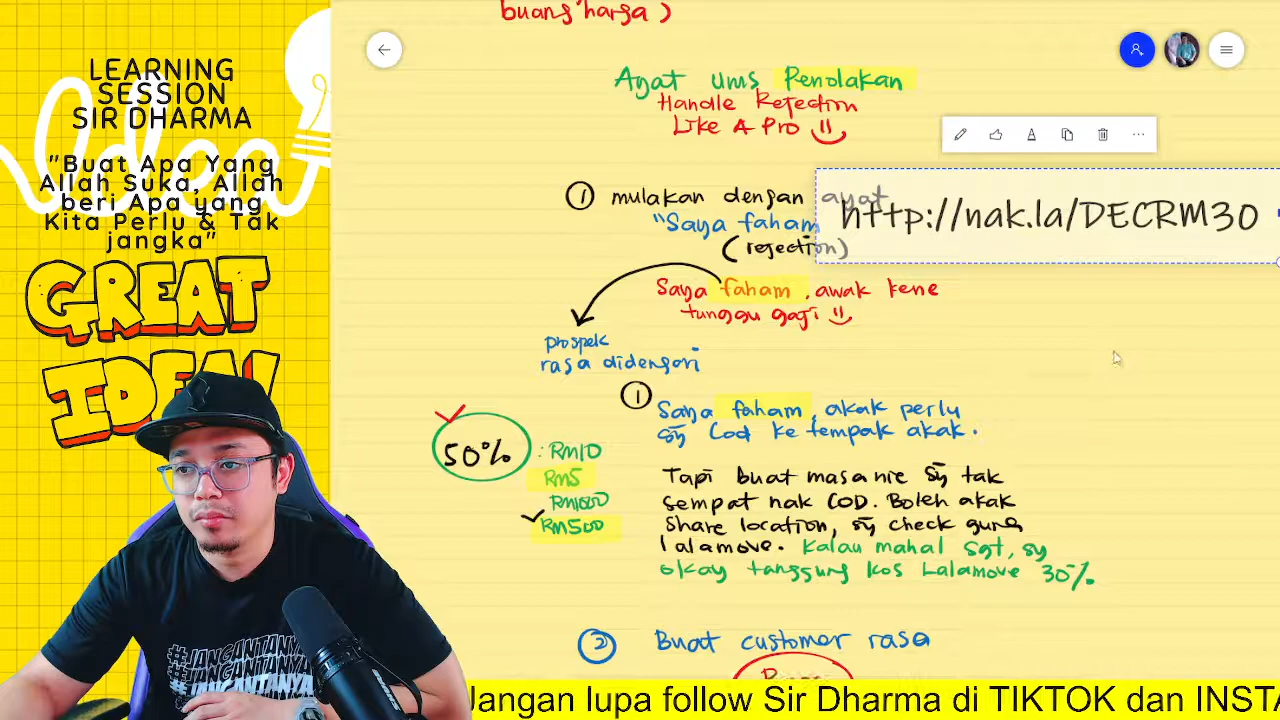 LEARNING
SESSION
SIR DHARMA
"Buat Apa Yang
Allah Suka, Allah
beri Apa yang
Kita Perlu & Tak
jangka"
GREAT
IDEA!
#JANGANTANYA
#JANGANTANYA
#JANGANTANYA
buang harga)
Ayat ums Penolakan
Handle Rejection
Like A Pro
1 mulakan dengan ayat
"Saya faham
(rejection)
http://nak.la/DECRM30
Saya faham, awak kene
tunggu gaji
prospek
rasa didengari
1
Saya faham, akak perlu
sy Cod ke tempak akak.
50% : RM10
RM5
RM1000
RM500
Tapi buat masa nie sy tak
sempat nak COD. Boleh akak
Share location, sy check guna
lalamove. Kalau mahal sgt, sy
okay tanggung kos Lalamove 30%
2 Buat customer rasa
Jangan lupa follow Sir Dharma di TIKTOK dan INSTA